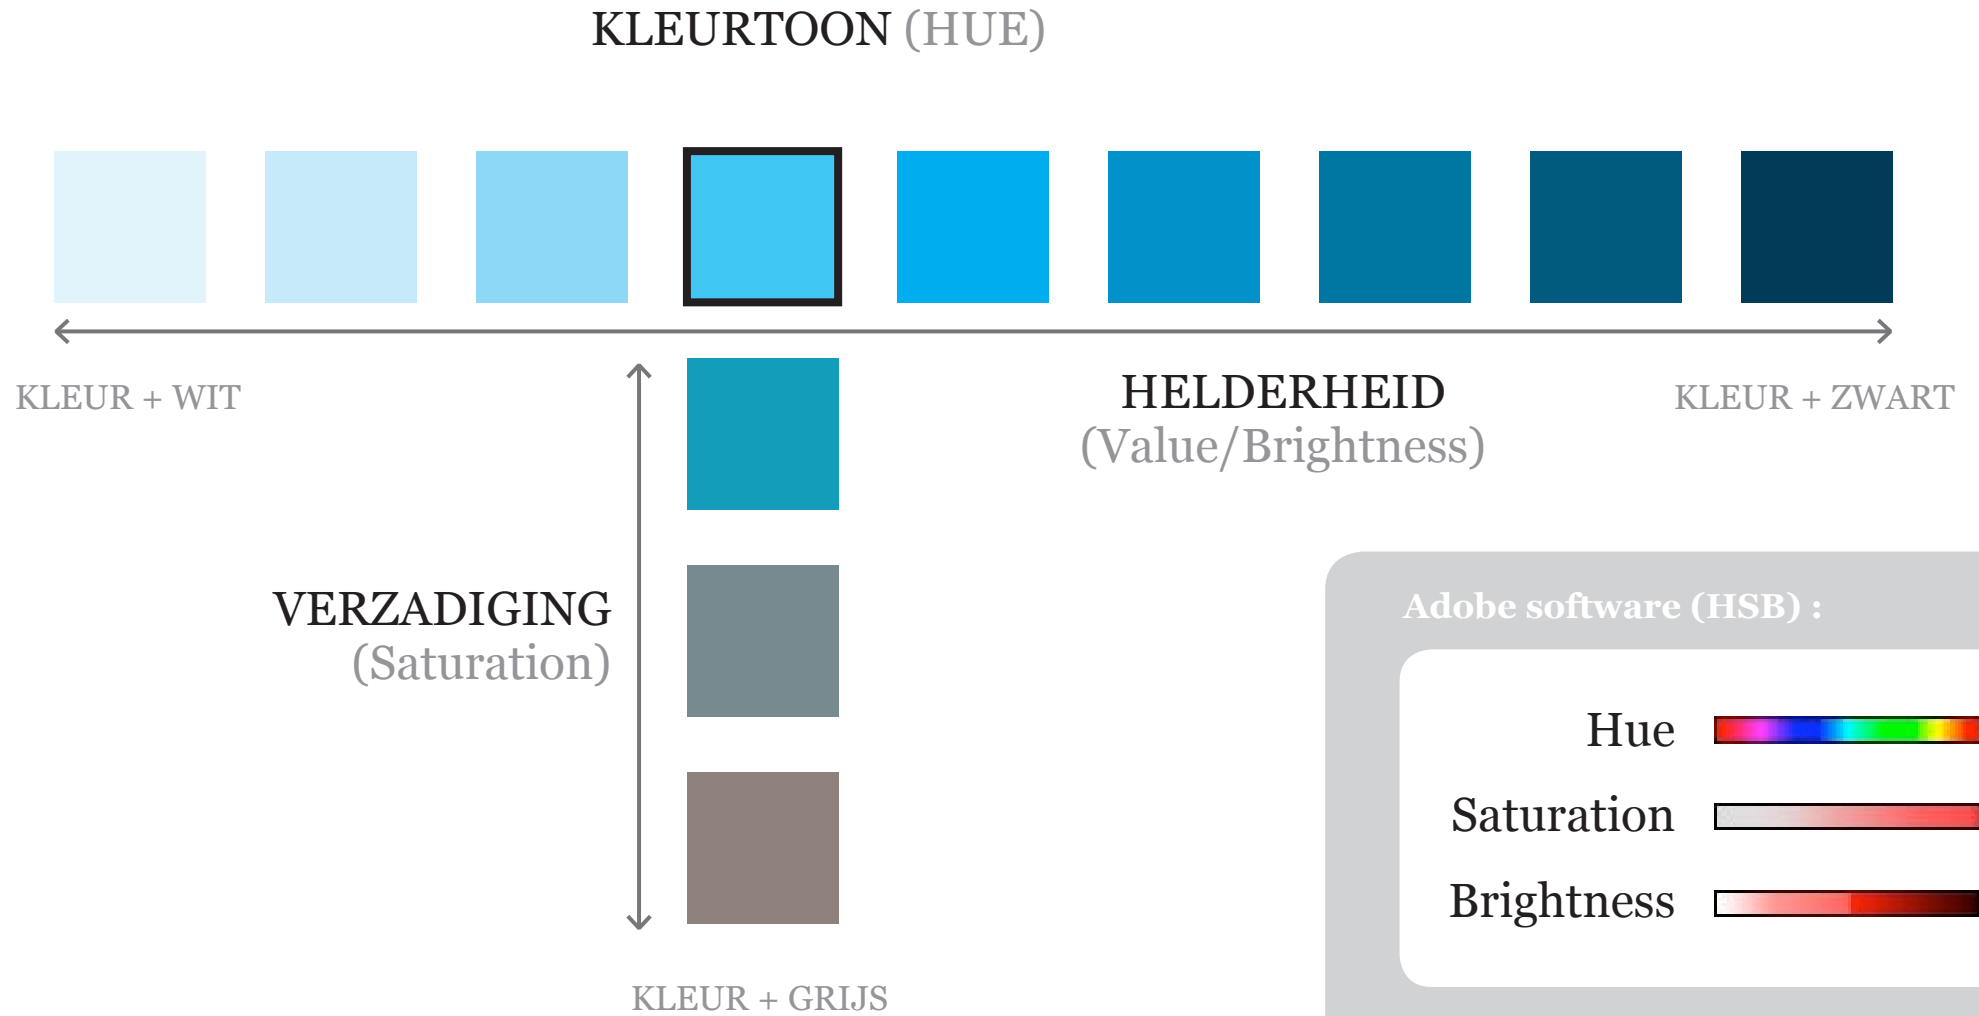 KLEURTOON (HUE)
KLEUR + WIT
HELDERHEID
(Value/Brightness)
KLEUR + ZWART
VERZADIGING
(Saturation)
KLEUR + GRIJS
Adobe software (HSB) :
Hue
Saturation
Brightness